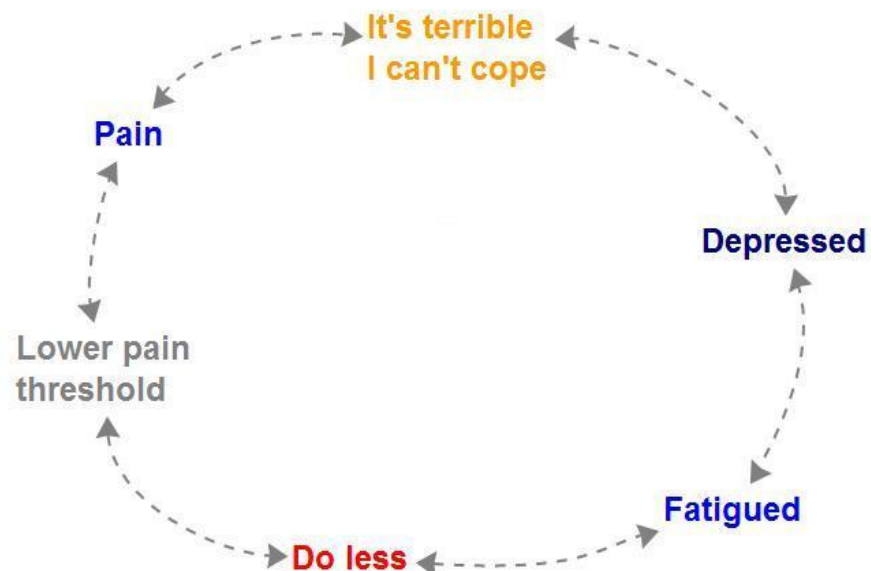 It's terrible
I can't cope
Pain
Depressed
Lower pain
threshold
Fatigued
Do less